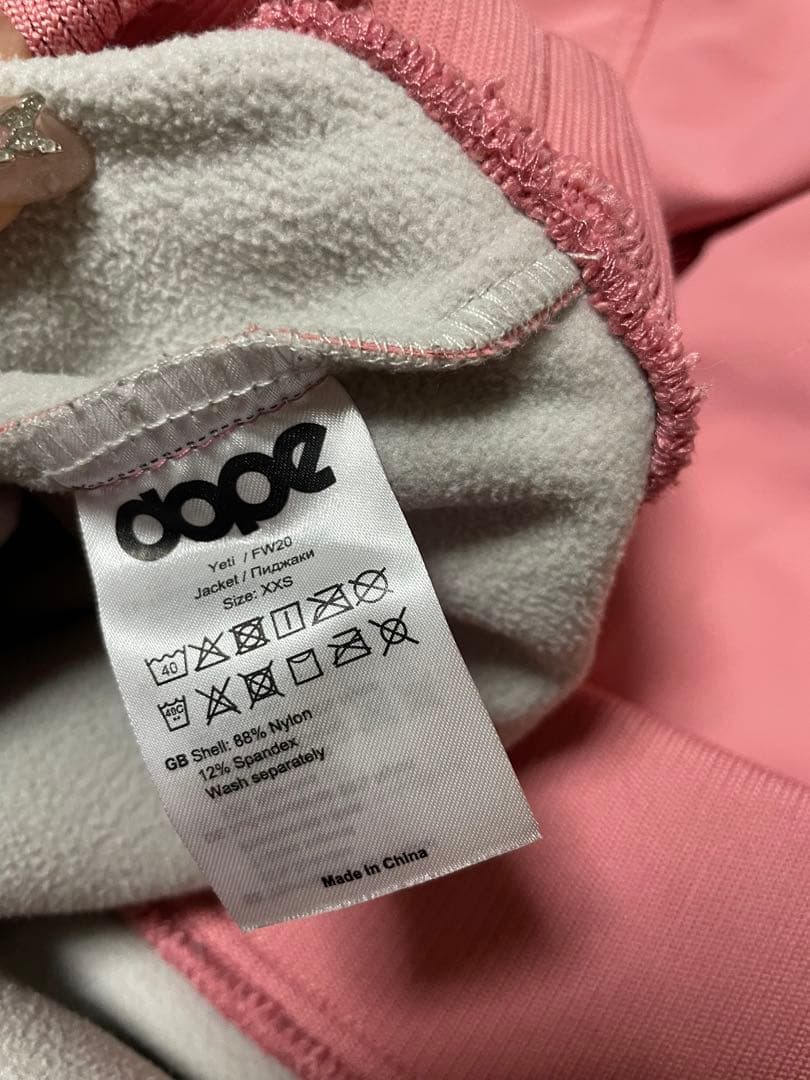 dope
Yeti / FW20
Jacket / Пиджаки
Size: XXS
40
40C
GB Shell: 88% Nylon
12% Spandex
Wash separately
Made in China